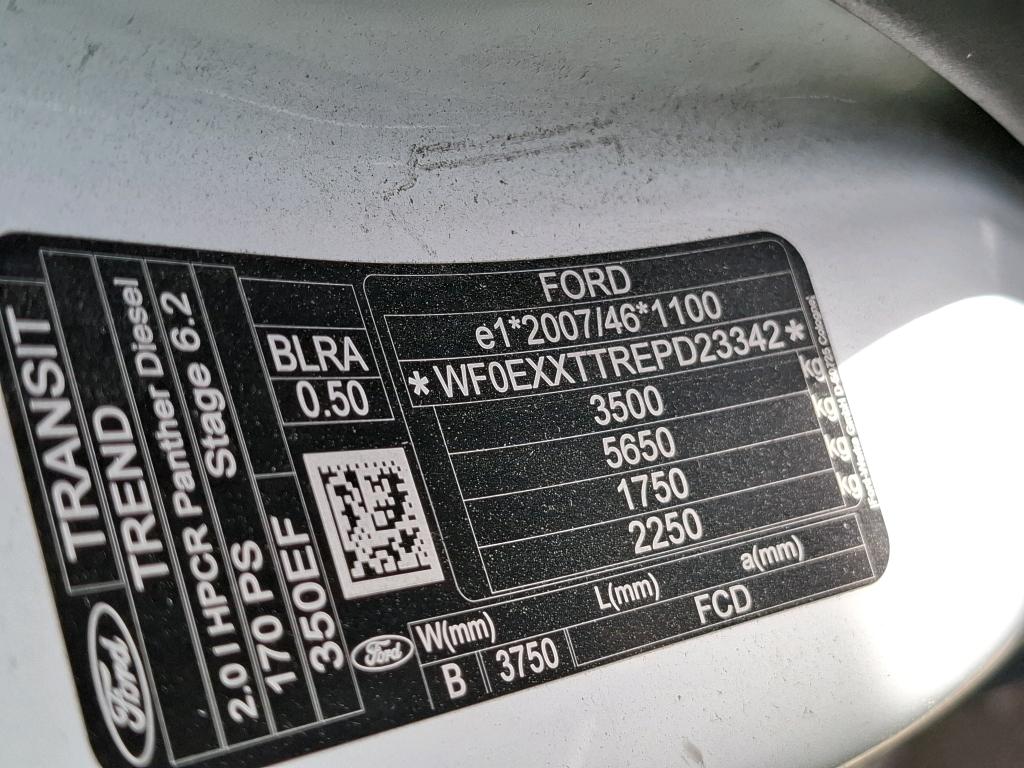 TRANSIT
TREND
2.0 l HPCR Panther Diesel
Stage 6.2
170 PS
350EF
Ford
BLRA
0.50
FORD
e1*2007/46*1100
*WF0EXXTTREPD23342*
3500 kg
5650 kg
1750 kg
2250 kg
Ford
W(mm) L(mm) a(mm)
B 3750 FCD